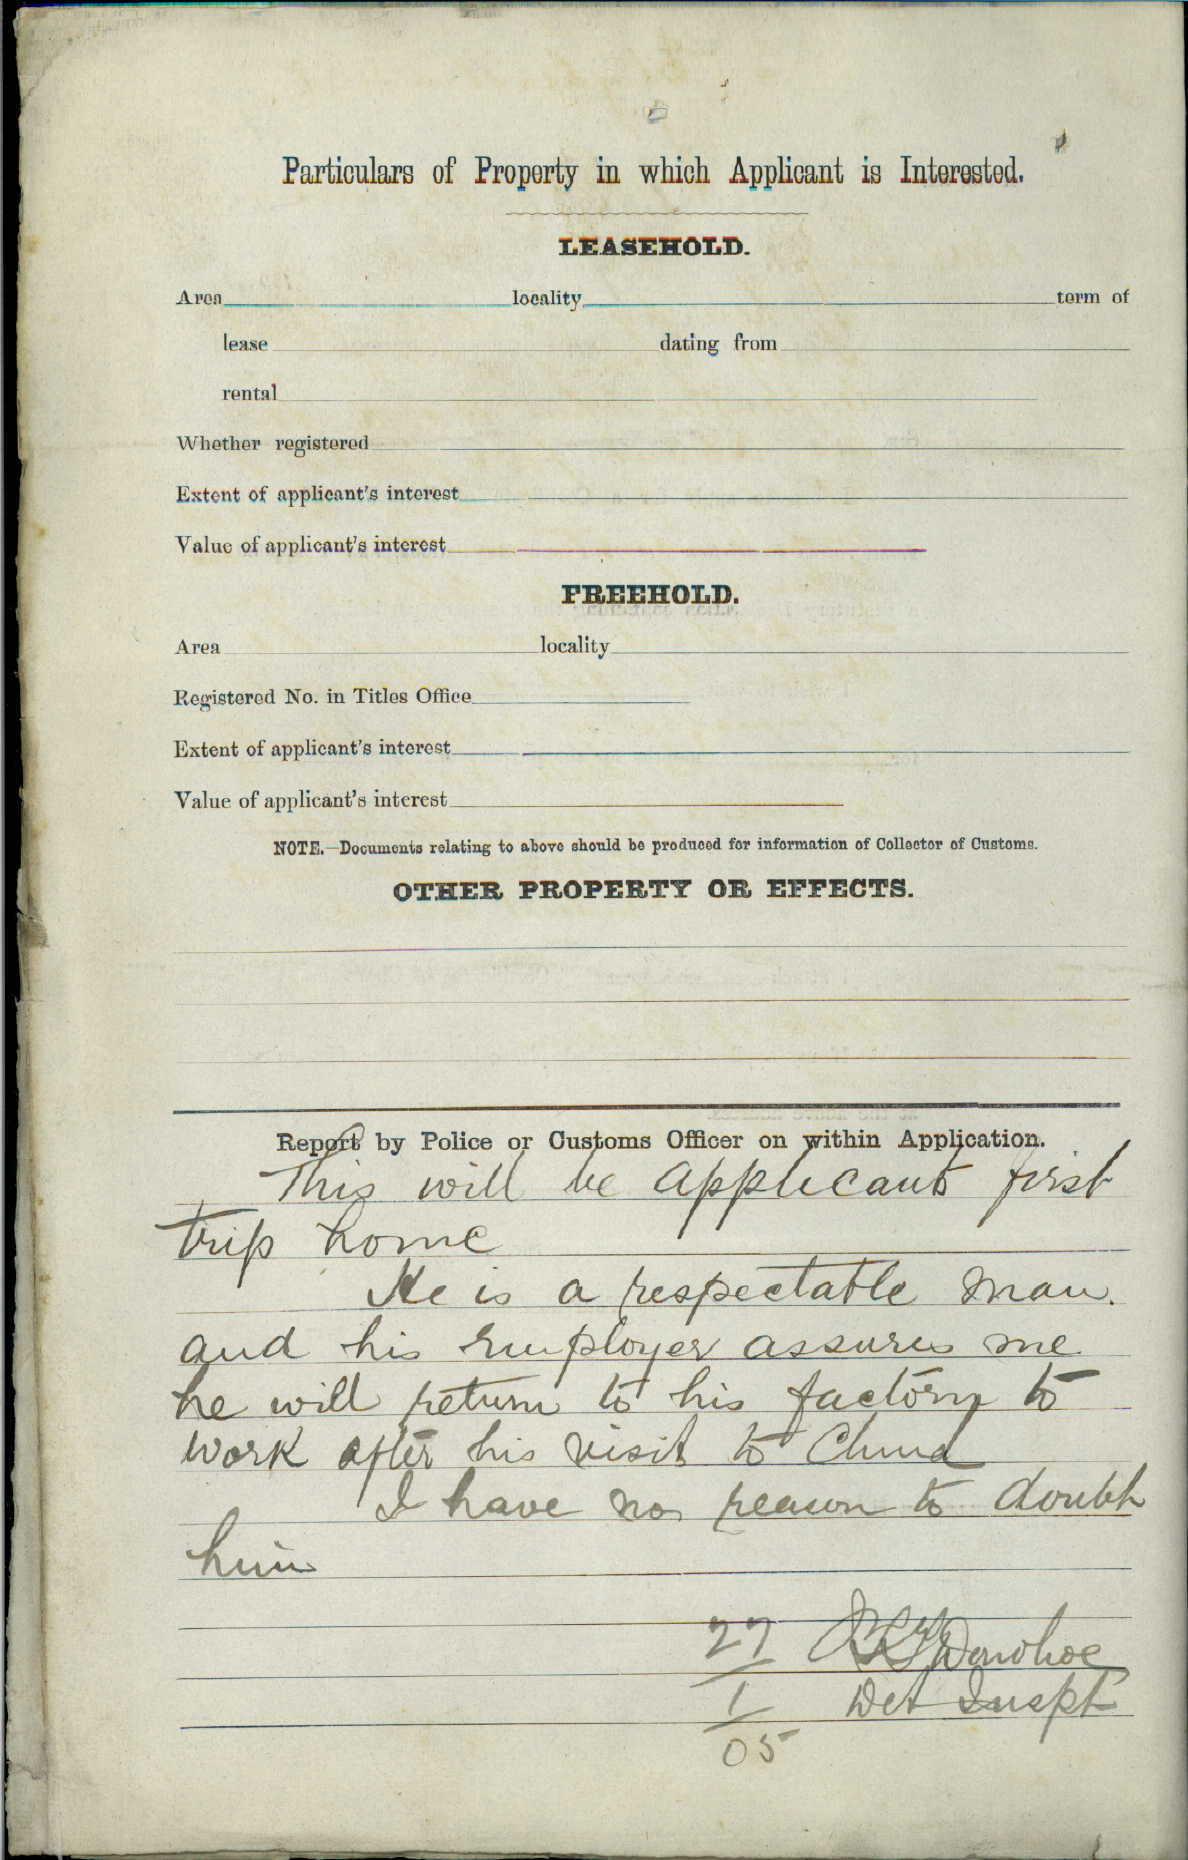 Particulars of Property in which Applicant is Interested.
LEASEHOLD.
Area locality term of
lease dating from
rental
Whether registered
Extent of applicant's interest
Value of applicant's interest
FREEHOLD.
Area locality
Registered No. in Titles Office
Extent of applicant's interest
Value of applicant's interest
NOTE.—Documents relating to above should be produced for information of Collector of Customs.
OTHER PROPERTY OR EFFECTS.
Report by Police or Customs Officer on within Application.
This will be applicants first
trip home
He is a respectable man.
and his employer assures me
he will return to his factory to
work after his visit to China
I have no reason to doubt
him
27 Donohoe
1 Det Inspt
05